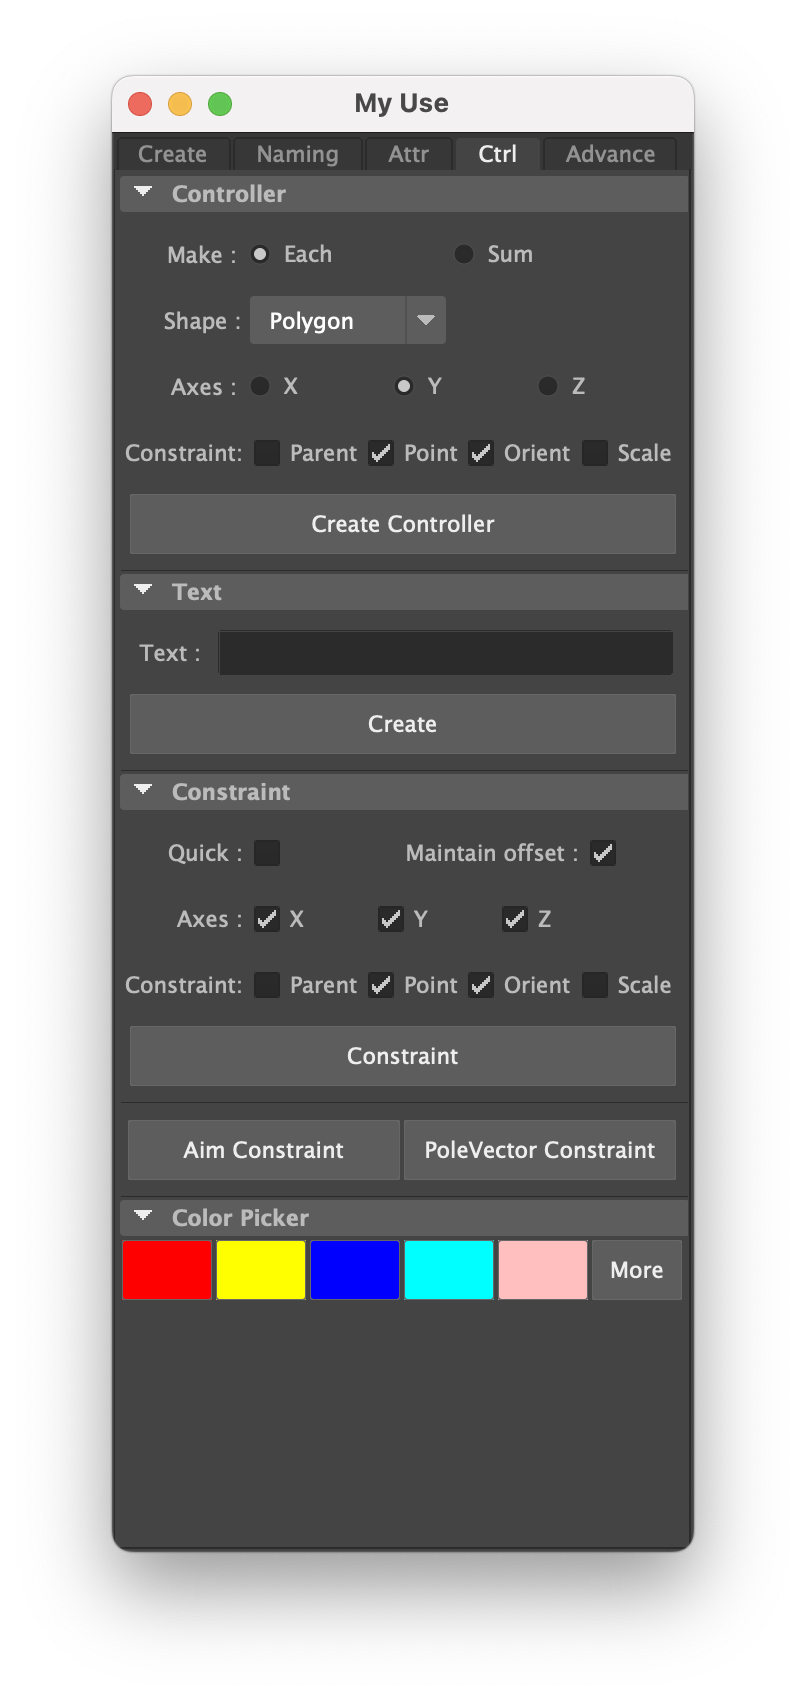 My Use
Create Naming Attr Ctrl Advance
Controller
Make : Each Sum
Shape : Polygon
Axes : X Y Z
Constraint: Parent Point Orient Scale
Create Controller
Text
Text :
Create
Constraint
Quick : Maintain offset :
Axes : X Y Z
Constraint: Parent Point Orient Scale
Constraint
Aim Constraint PoleVector Constraint
Color Picker
More